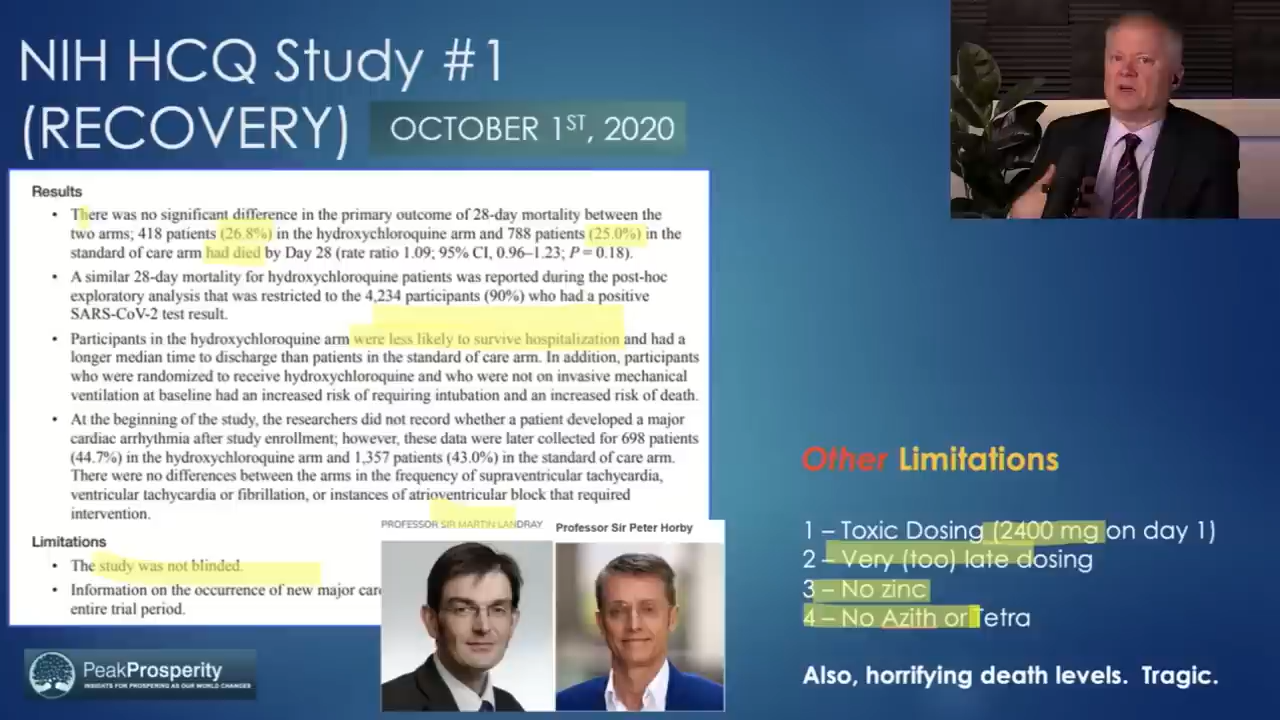 NIH HCQ Study #1
(RECOVERY)
OCTOBER 1ST, 2020
Results
• There was no significant difference in the primary outcome of 28-day mortality between the
two arms; 418 patients (26.8%) in the hydroxychloroquine arm and 788 patients (25.0%) in the
standard of care arm had died by Day 28 (rate ratio 1.09; 95% CI, 0.96–1.23; P = 0.18).
• A similar 28-day mortality for hydroxychloroquine patients was reported during the post-hoc
exploratory analysis that was restricted to the 4,234 participants (90%) who had a positive
SARS-CoV-2 test result.
• Participants in the hydroxychloroquine arm were less likely to survive hospitalization and had a
longer median time to discharge than patients in the standard of care arm. In addition, participants
who were randomized to receive hydroxychloroquine and who were not on invasive mechanical
ventilation at baseline had an increased risk of requiring intubation and an increased risk of death.
• At the beginning of the study, the researchers did not record whether a patient developed a major
cardiac arrhythmia after study enrollment; however, these data were later collected for 698 patients
(44.7%) in the hydroxychloroquine arm and 1,357 patients (43.0%) in the standard of care arm.
There were no differences between the arms in the frequency of supraventricular tachycardia,
ventricular tachycardia or fibrillation, or instances of atrioventricular block that required
intervention.
Limitations
• The study was not blinded.
• Information on the occurrence of new major car
entire trial period.
PROFESSOR SIR MARTIN LANDRAY
Professor Sir Peter Horby
Other Limitations
1 – Toxic Dosing (2400 mg on day 1)
2 – Very (too) late dosing
3 – No zinc
4 – No Azith or Tetra
Also, horrifying death levels. Tragic.
PeakProsperity
INSIGHTS FOR PROSPERING AS OUR WORLD CHANGES